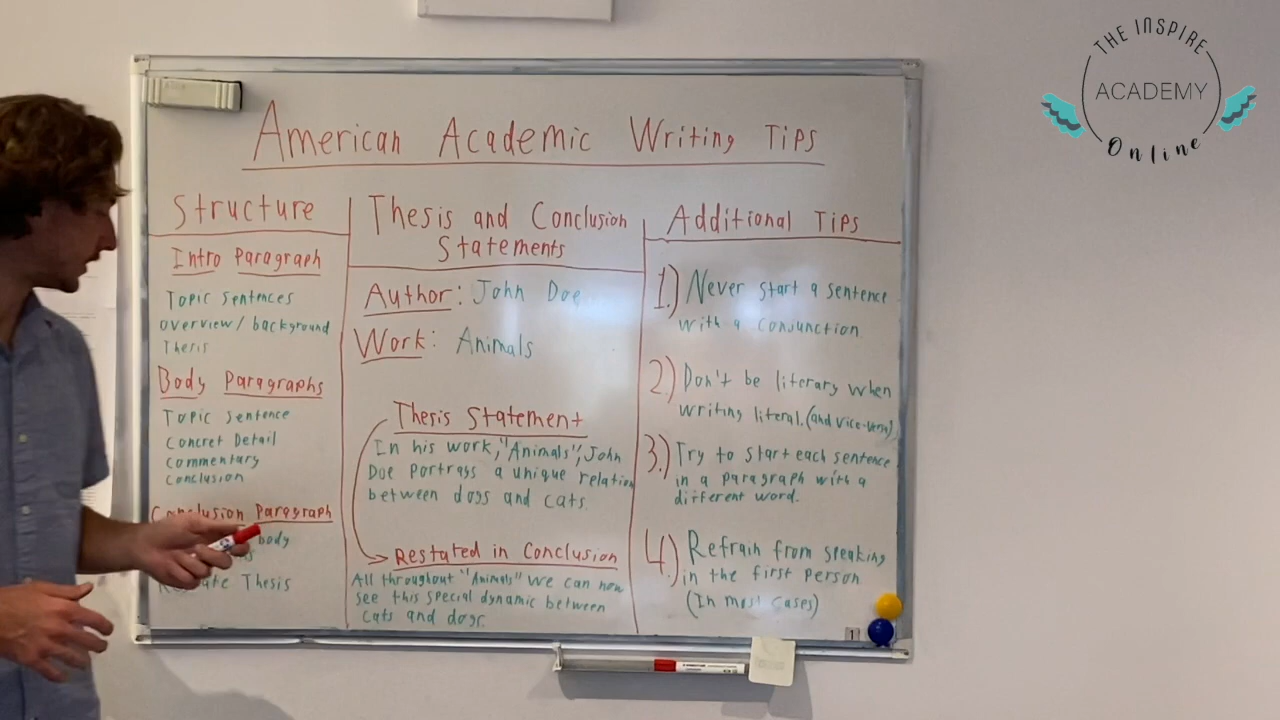 THE INSPIRE
ACADEMY
Online
American Academic Writing Tips
Structure
Intro Paragraph
Topic Sentences
overview/background
Thesis
Body Paragraphs
Topic Sentence
Concret Detail
Commentary
Conclusion
Conclusion Paragraph
body
Thesis
Thesis and Conclusion
Statements
Author: John Doe
Work: Animals
Thesis Statement
In his work, "Animals", John
Doe portrays a unique relation
between dogs and cats.
Restated in Conclusion
All throughout "Animals" we can now
see this special dynamic between
cats and dogs.
Additional Tips
1.) Never start a sentence
with a conjunction
2) Don't be literary when
writing literal. (and vice-versa)
3.) Try to start each sentence
in a paragraph with a
different word.
4.) Refrain from speaking
in the first person
(In most cases)
1